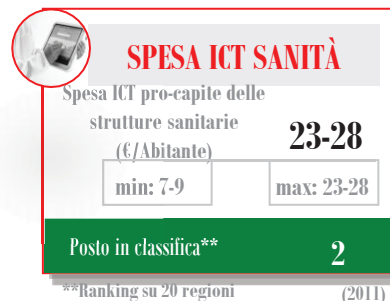 SPESA ICT SANITÀ
Spesa ICT pro-capite delle
strutture sanitarie
(€/Abitante)
23-28
min: 7-9
max: 23-28
Posto in classifica**
2
**Ranking su 20 regioni
(2011)